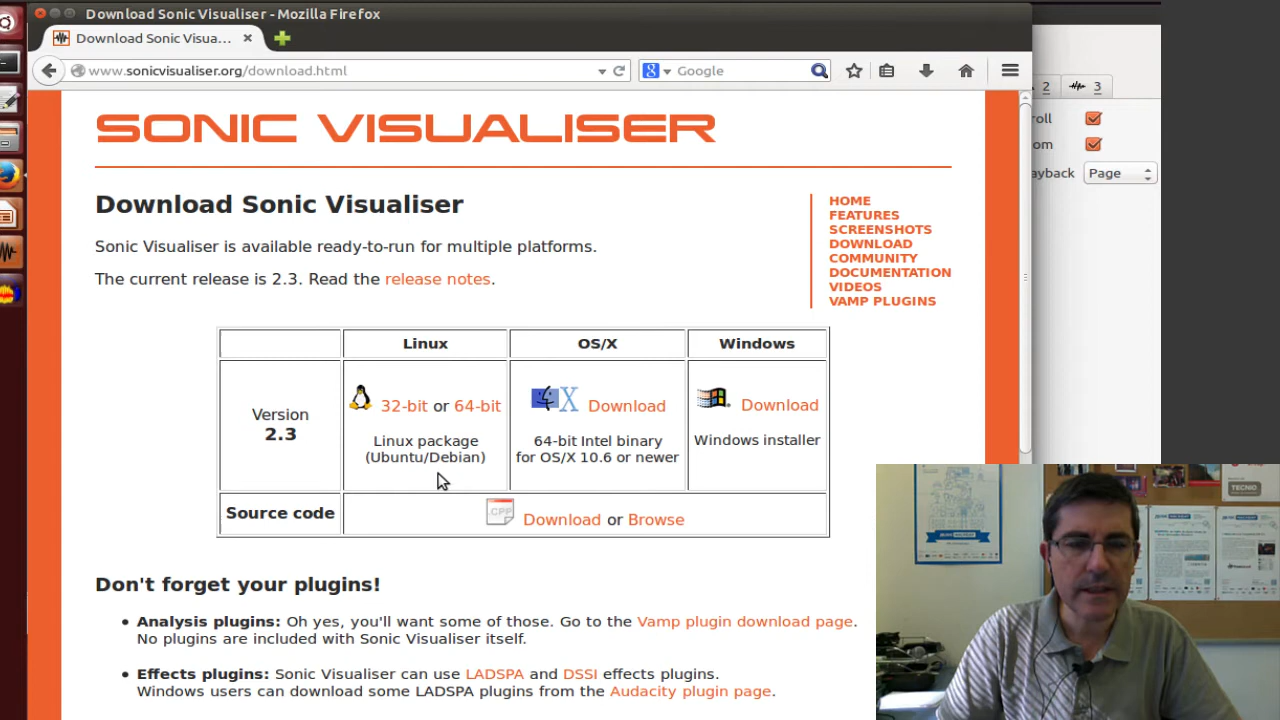 Download Sonic Visualiser - Mozilla Firefox
Download Sonic Visua...
www.sonicvisualiser.org/download.html
Google
2
3
roll
om
ayback
Page
SONIC VISUALISER
Download Sonic Visualiser
Sonic Visualiser is available ready-to-run for multiple platforms.
The current release is 2.3. Read the release notes.
HOME
FEATURES
SCREENSHOTS
DOWNLOAD
COMMUNITY
DOCUMENTATION
VIDEOS
VAMP PLUGINS
Linux
OS/X
Windows
Version
2.3
32-bit or 64-bit
Linux package
(Ubuntu/Debian)
Download
64-bit Intel binary
for OS/X 10.6 or newer
Download
Windows installer
Source code
.CPP
Download or Browse
Don't forget your plugins!
• Analysis plugins: Oh yes, you'll want some of those. Go to the Vamp plugin download page.
No plugins are included with Sonic Visualiser itself.
• Effects plugins: Sonic Visualiser can use LADSPA and DSSI effects plugins.
Windows users can download some LADSPA plugins from the Audacity plugin page.
TECNIO